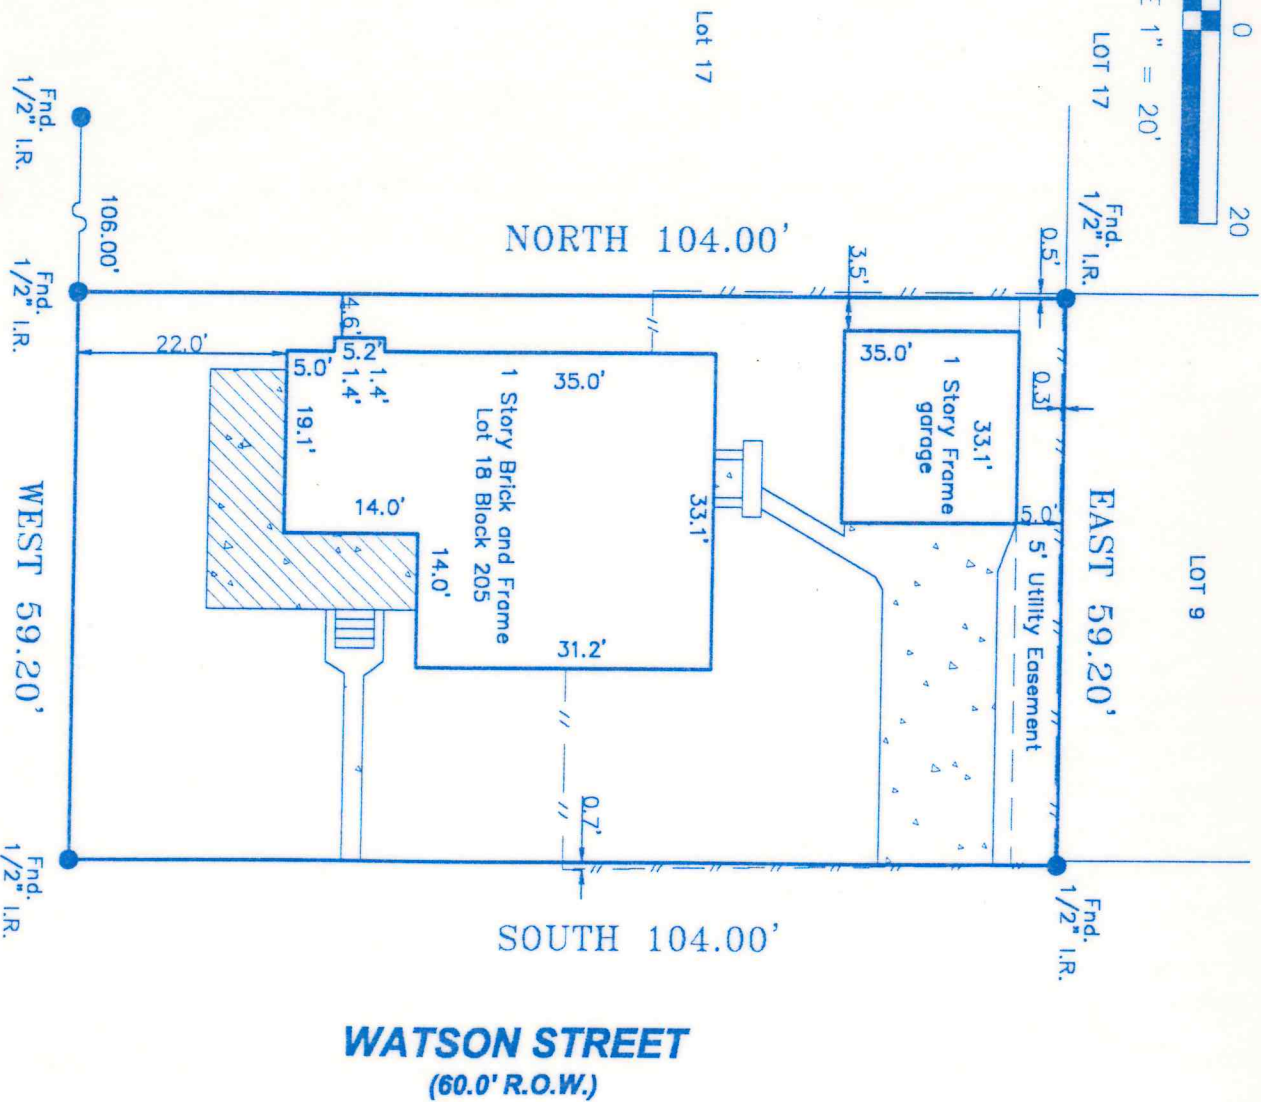 0
20
E 1" = 20'
LOT 17
Lot 17
Fnd.
1/2" I.R.
106.00'
Fnd.
1/2" I.R.
NORTH 104.00'
Fnd.
1/2" I.R.
0.5'
3.5'
4.6'
22.0'
5.0'
5.2'
1.4'
1.4'
35.0'
19.1'
14.0'
14.0'
1 Story Brick and Frame
Lot 18 Block 205
33.1'
31.2'
35.0'
33.1'
1 Story Frame
garage
0.3'
5.0'
5' Utility Easement
EAST 59.20'
LOT 9
WEST 59.20'
0.7'
Fnd.
1/2" I.R.
SOUTH 104.00'
Fnd.
1/2" I.R.
WATSON STREET
(60.0' R.O.W.)